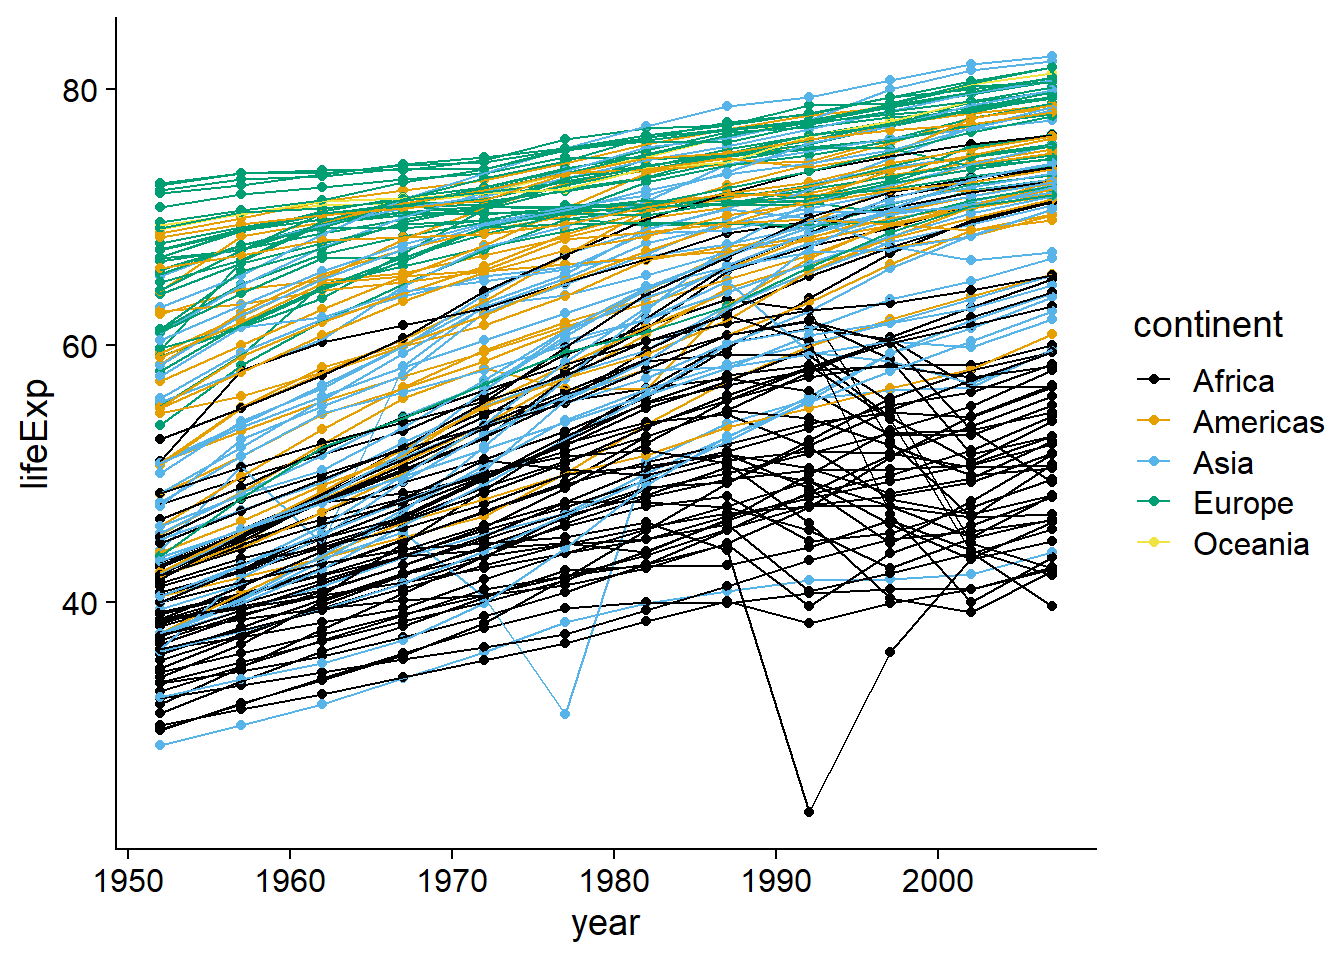 80
60
40
lifeExp
1950 1960 1970 1980 1990 2000
year
continent
Africa
Americas
Asia
Europe
Oceania